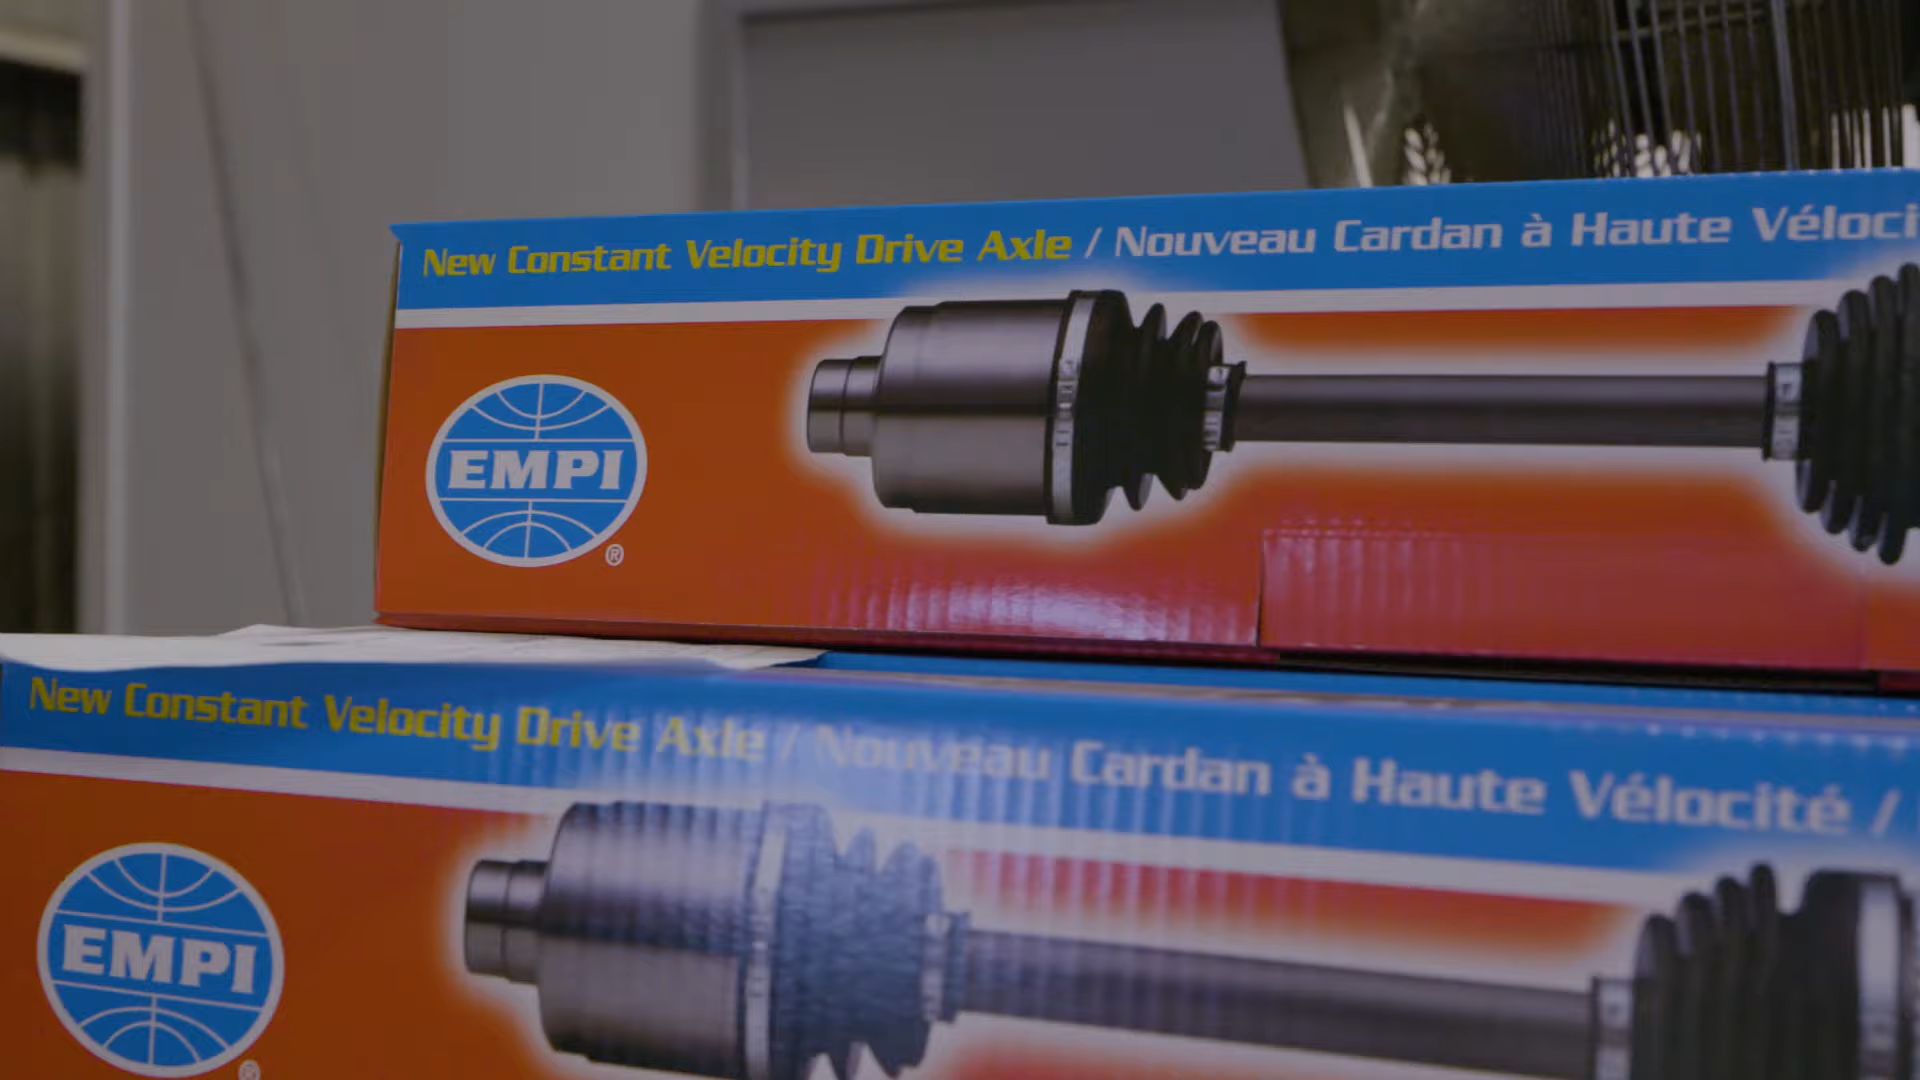 New Constant Velocity Drive Axle / Nouveau Cardan à Haute Véloci
EMPI
®
New Constant Velocity Drive Axle / Nouveau Cardan à Haute Vélocité /
EMPI
®